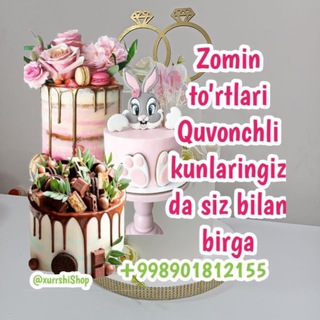 Zomin
to'rtlari
Quvonchli
kunlaringiz
da siz bilan
birga
+998901812155
@xurrshiShop